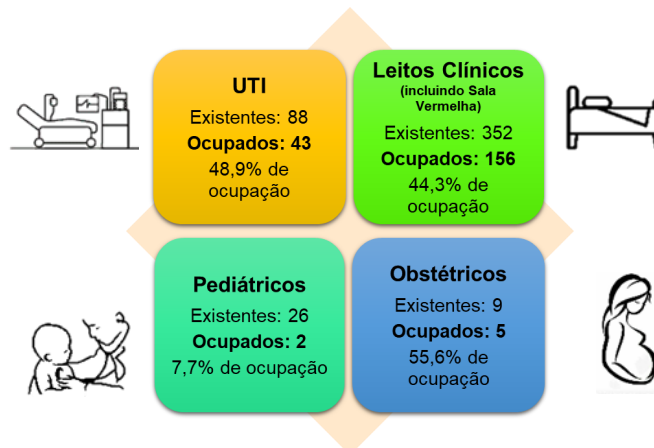 UTI
Existentes: 88
Ocupados: 43
48,9% de
ocupação
Leitos Clínicos
(incluindo Sala
Vermelha)
Existentes: 352
Ocupados: 156
44,3% de
ocupação
Pediátricos
Existentes: 26
Ocupados: 2
7,7% de ocupação
Obstétricos
Existentes: 9
Ocupados: 5
55,6% de
ocupação